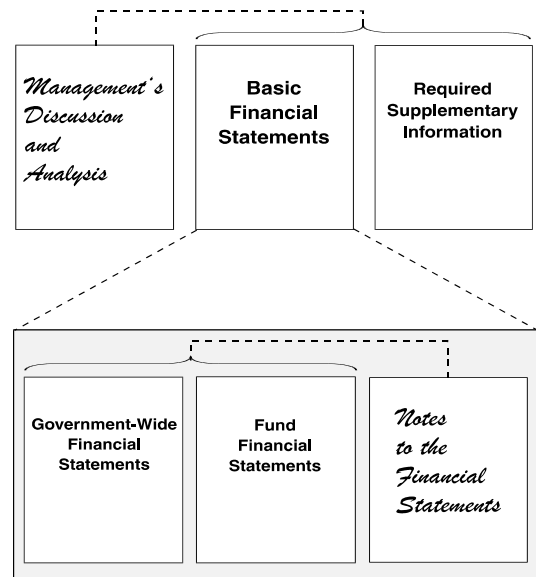 Management's
Discussion
and
Analysis
Basic
Financial
Statements
Required
Supplementary
Information
Government-Wide
Financial
Statements
Fund
Financial
Statements
Notes
to the
Financial
Statements